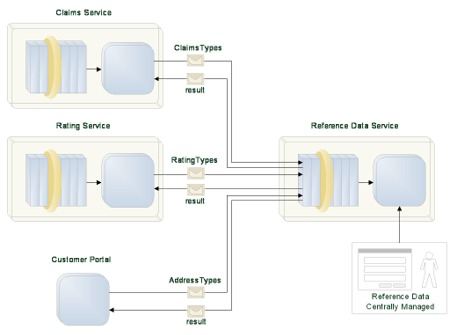 Claims Service
ClaimsTypes
result
Rating Service
Reference Data Service
RatingTypes
result
Customer Portal
AddressTypes
result
Reference Data
Centrally Managed